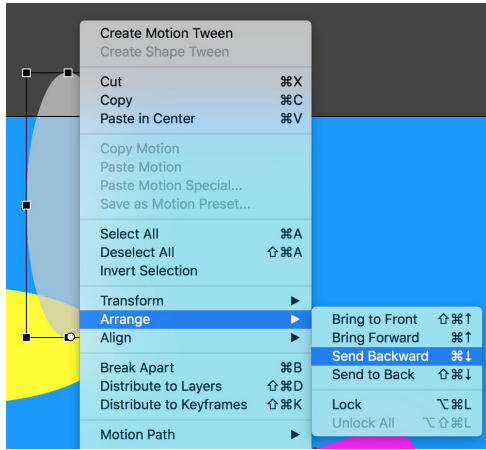 Create Motion Tween
Create Shape Tween
Cut ⌘X
Copy ⌘C
Paste in Center ⌘V
Copy Motion
Paste Motion
Paste Motion Special...
Save as Motion Preset...
Select All ⌘A
Deselect All ⇧⌘A
Invert Selection
Transform ▶
Arrange ▶
Align ▶
Break Apart ⌘B
Distribute to Layers ⇧⌘D
Distribute to Keyframes ⇧⌘K
Motion Path ▶
Bring to Front ⇧⌘↑
Bring Forward ⌘↑
Send Backward ⌘↓
Send to Back ⇧⌘↓
Lock ⌥⌘L
Unlock All ⌥⇧⌘L